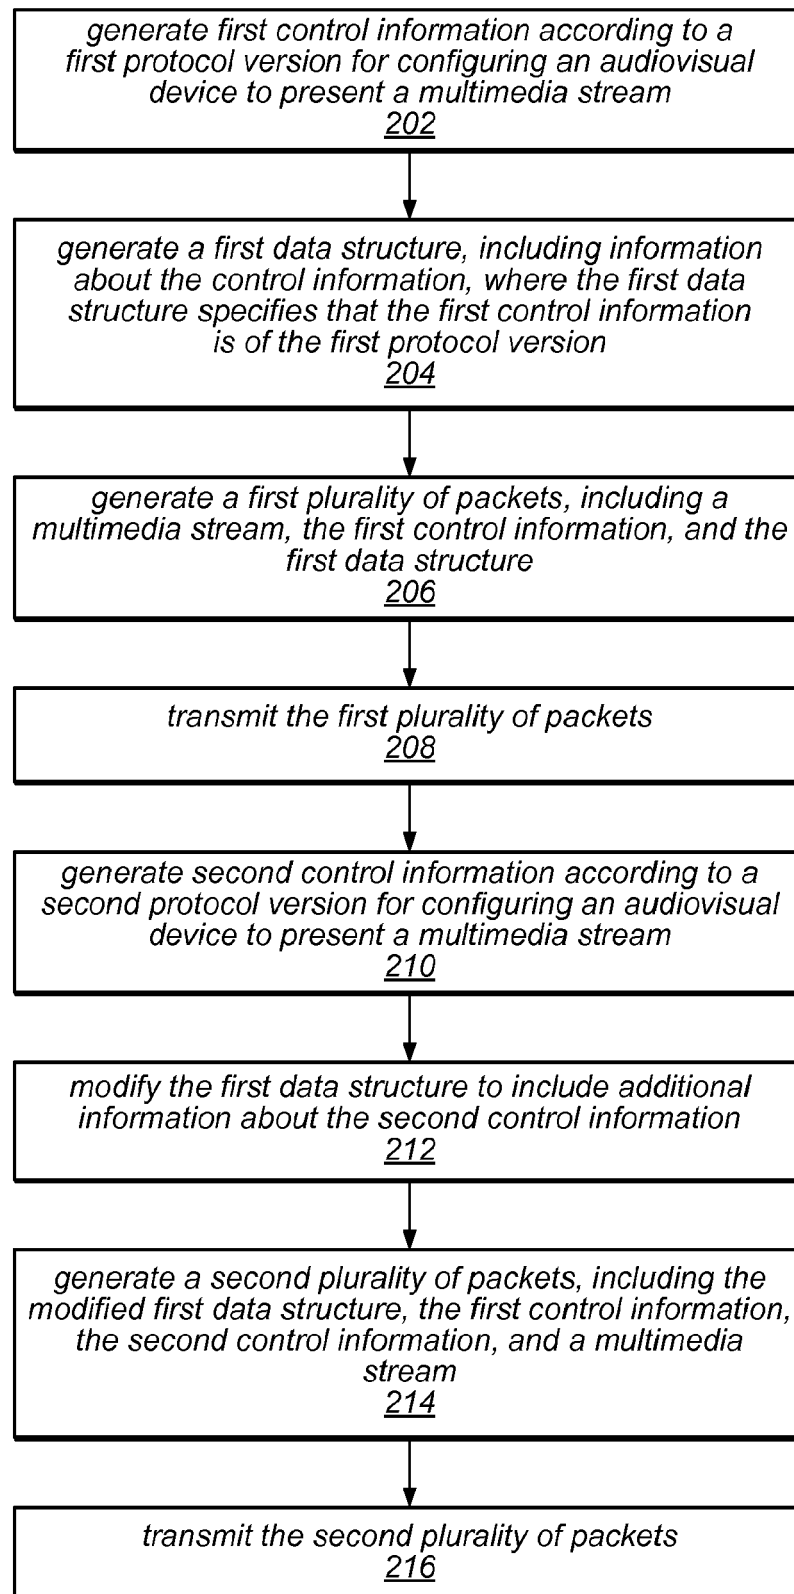 generate first control information according to a
first protocol version for configuring an audiovisual
device to present a multimedia stream
202
generate a first data structure, including information
about the control information, where the first data
structure specifies that the first control information
is of the first protocol version
204
generate a first plurality of packets, including a
multimedia stream, the first control information, and the
first data structure
206
transmit the first plurality of packets
208
generate second control information according to a
second protocol version for configuring an audiovisual
device to present a multimedia stream
210
modify the first data structure to include additional
information about the second control information
212
generate a second plurality of packets, including the
modified first data structure, the first control information,
the second control information, and a multimedia
stream
214
transmit the second plurality of packets
216